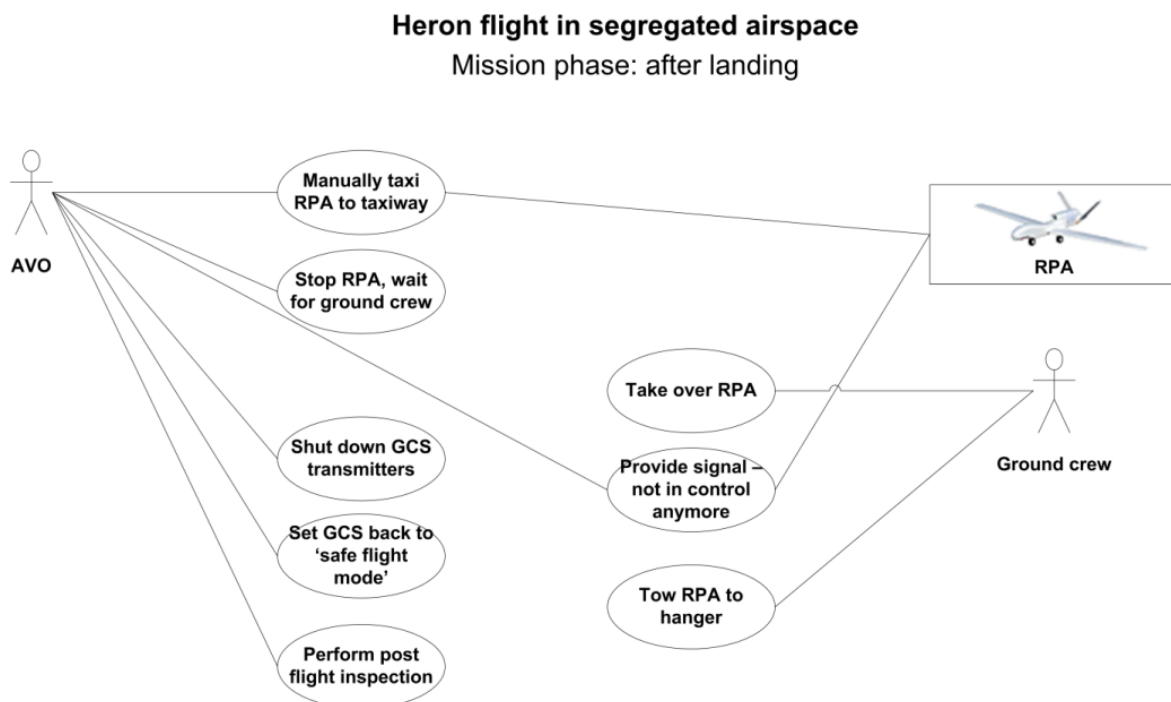 Heron flight in segregated airspace
Mission phase: after landing
AVO
Manually taxi
RPA to taxiway
RPA
Stop RPA, wait
for ground crew
Take over RPA
Ground crew
Shut down GCS
transmitters
Provide signal –
not in control
anymore
Set GCS back to
‘safe flight
mode’
Tow RPA to
hanger
Perform post
flight inspection